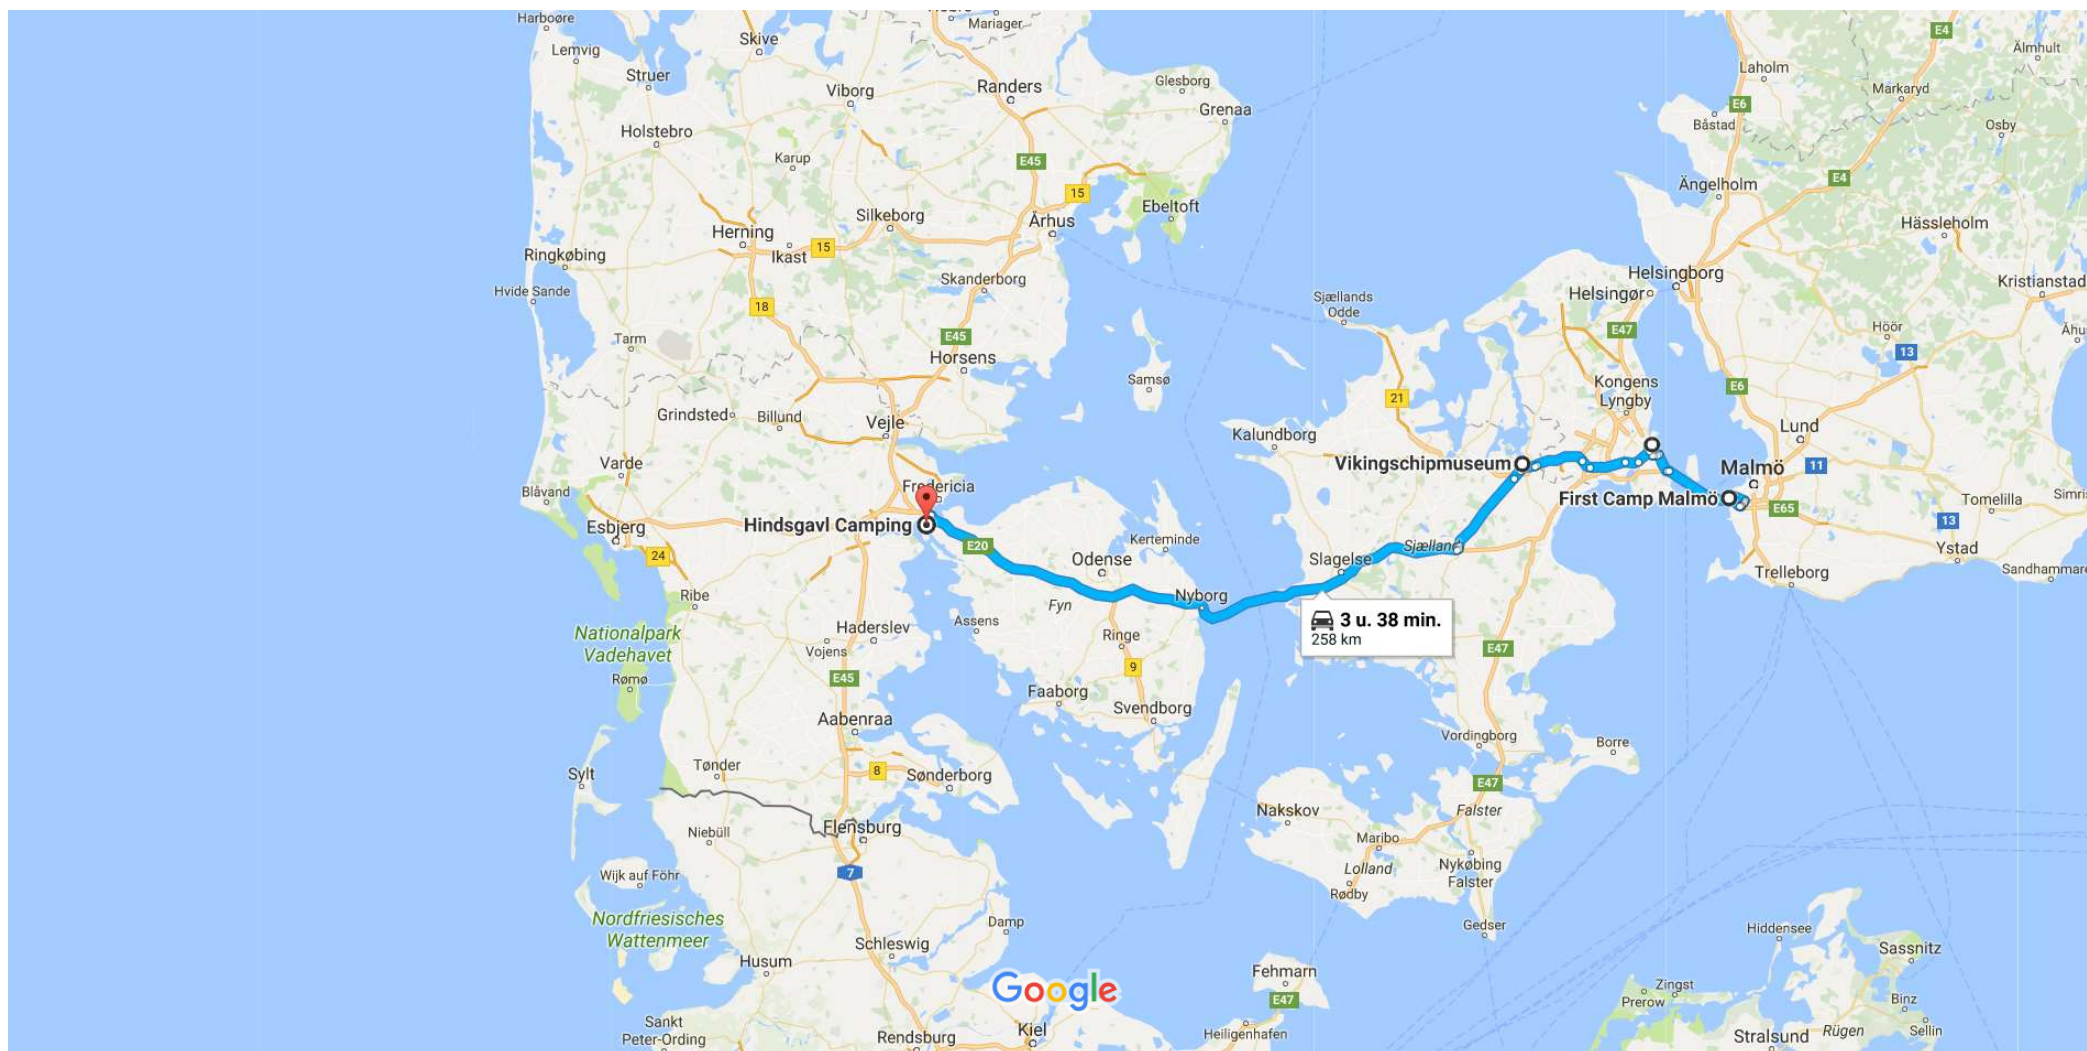 Harboøre
Mariager
Lemvig
Skive
Struer
Viborg
Randers
Glesborg
Grenaa
Holstebro
Karup
E45
15
Århus
Ebeltoft
Silkeborg
Herning
Ikast
15
Ringkøbing
Skanderborg
Hvide Sande
18
Tarm
E45
Horsens
Samsø
Grindsted
Billund
Vejle
Varde
Blåvand
Esbjerg
24
Ribe
Fredericia
Hindsgavl Camping
E20
Odense
Kerteminde
Nyborg
Fyn
Assens
Ringe
9
Faaborg
Svendborg
Haderslev
Vojens
E45
Nationalpark
Vadehavet
Rømø
Aabenraa
8
Sønderborg
Tønder
Sylt
Niebüll
Flensburg
7
Wijk auf Föhr
Nordfriesisches
Wattenmeer
Damp
Schleswig
Husum
Sankt
Peter-Ording
Rendsburg
Kiel
Google
E4
Älmhult
Laholm
Markaryd
E6
Båstad
Osby
E4
Ängelholm
Hässleholm
Helsingborg
Helsingør
Kristianstad
Sjællands
Odde
E47
Höör
13
Åhu
E6
21
Kongens
Lyngby
Lund
Kalundborg
Vikingschipmuseum
Malmö
11
First Camp Malmö
E65
Tomelilla
Simri
13
Ystad
Sandhammare
Trelleborg
Slagelse
Sjælland
3 u. 38 min.
258 km
E47
Vordingborg
Borre
E47
Nakskov
Falster
Maribo
Lolland
Nykøbing
Falster
Rødby
Gedser
Hiddensee
Sassnitz
Fehmarn
E47
Zingst
Prerow
Binz
Sellin
Rügen
Heiligenhafen
Stralsund